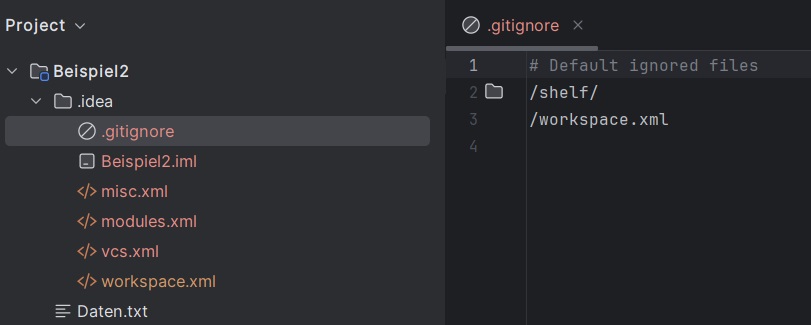 Project
Beispiel2
.idea
.gitignore
Beispiel2.iml
misc.xml
modules.xml
vcs.xml
workspace.xml
Daten.txt
.gitignore
1 # Default ignored files
2 /shelf/
3 /workspace.xml
4